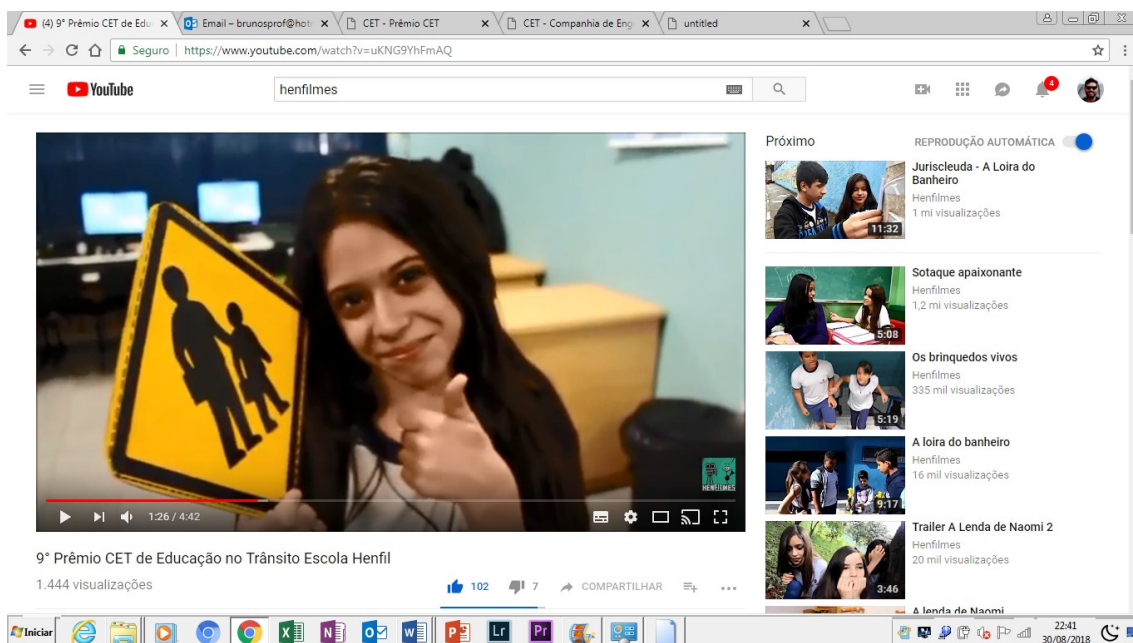 (4) 9° Prêmio CET de Edu
Email – brunosprof@hot
CET - Prêmio CET
CET - Companhia de Eng
untitled
Seguro | https://www.youtube.com/watch?v=uKNG9YhFmAQ
YouTube
henfilmes
4
Próximo
REPRODUÇÃO AUTOMÁTICA
Juriscleuda - A Loira do
Banheiro
Henfilmes
1 mi visualizações
11:32
Sotaque apaixonante
Henfilmes
1,2 mi visualizações
5:08
Os brinquedos vivos
Henfilmes
335 mil visualizações
5:19
A loira do banheiro
Henfilmes
16 mil visualizações
9:17
Trailer A Lenda de Naomi 2
Henfilmes
20 mil visualizações
3:46
A lenda de Naomi
HENFILMES
1:26 / 4:42
9° Prêmio CET de Educação no Trânsito Escola Henfil
1.444 visualizações
102
7
COMPARTILHAR
Iniciar
Lr
Pr
22:41
30/08/2018